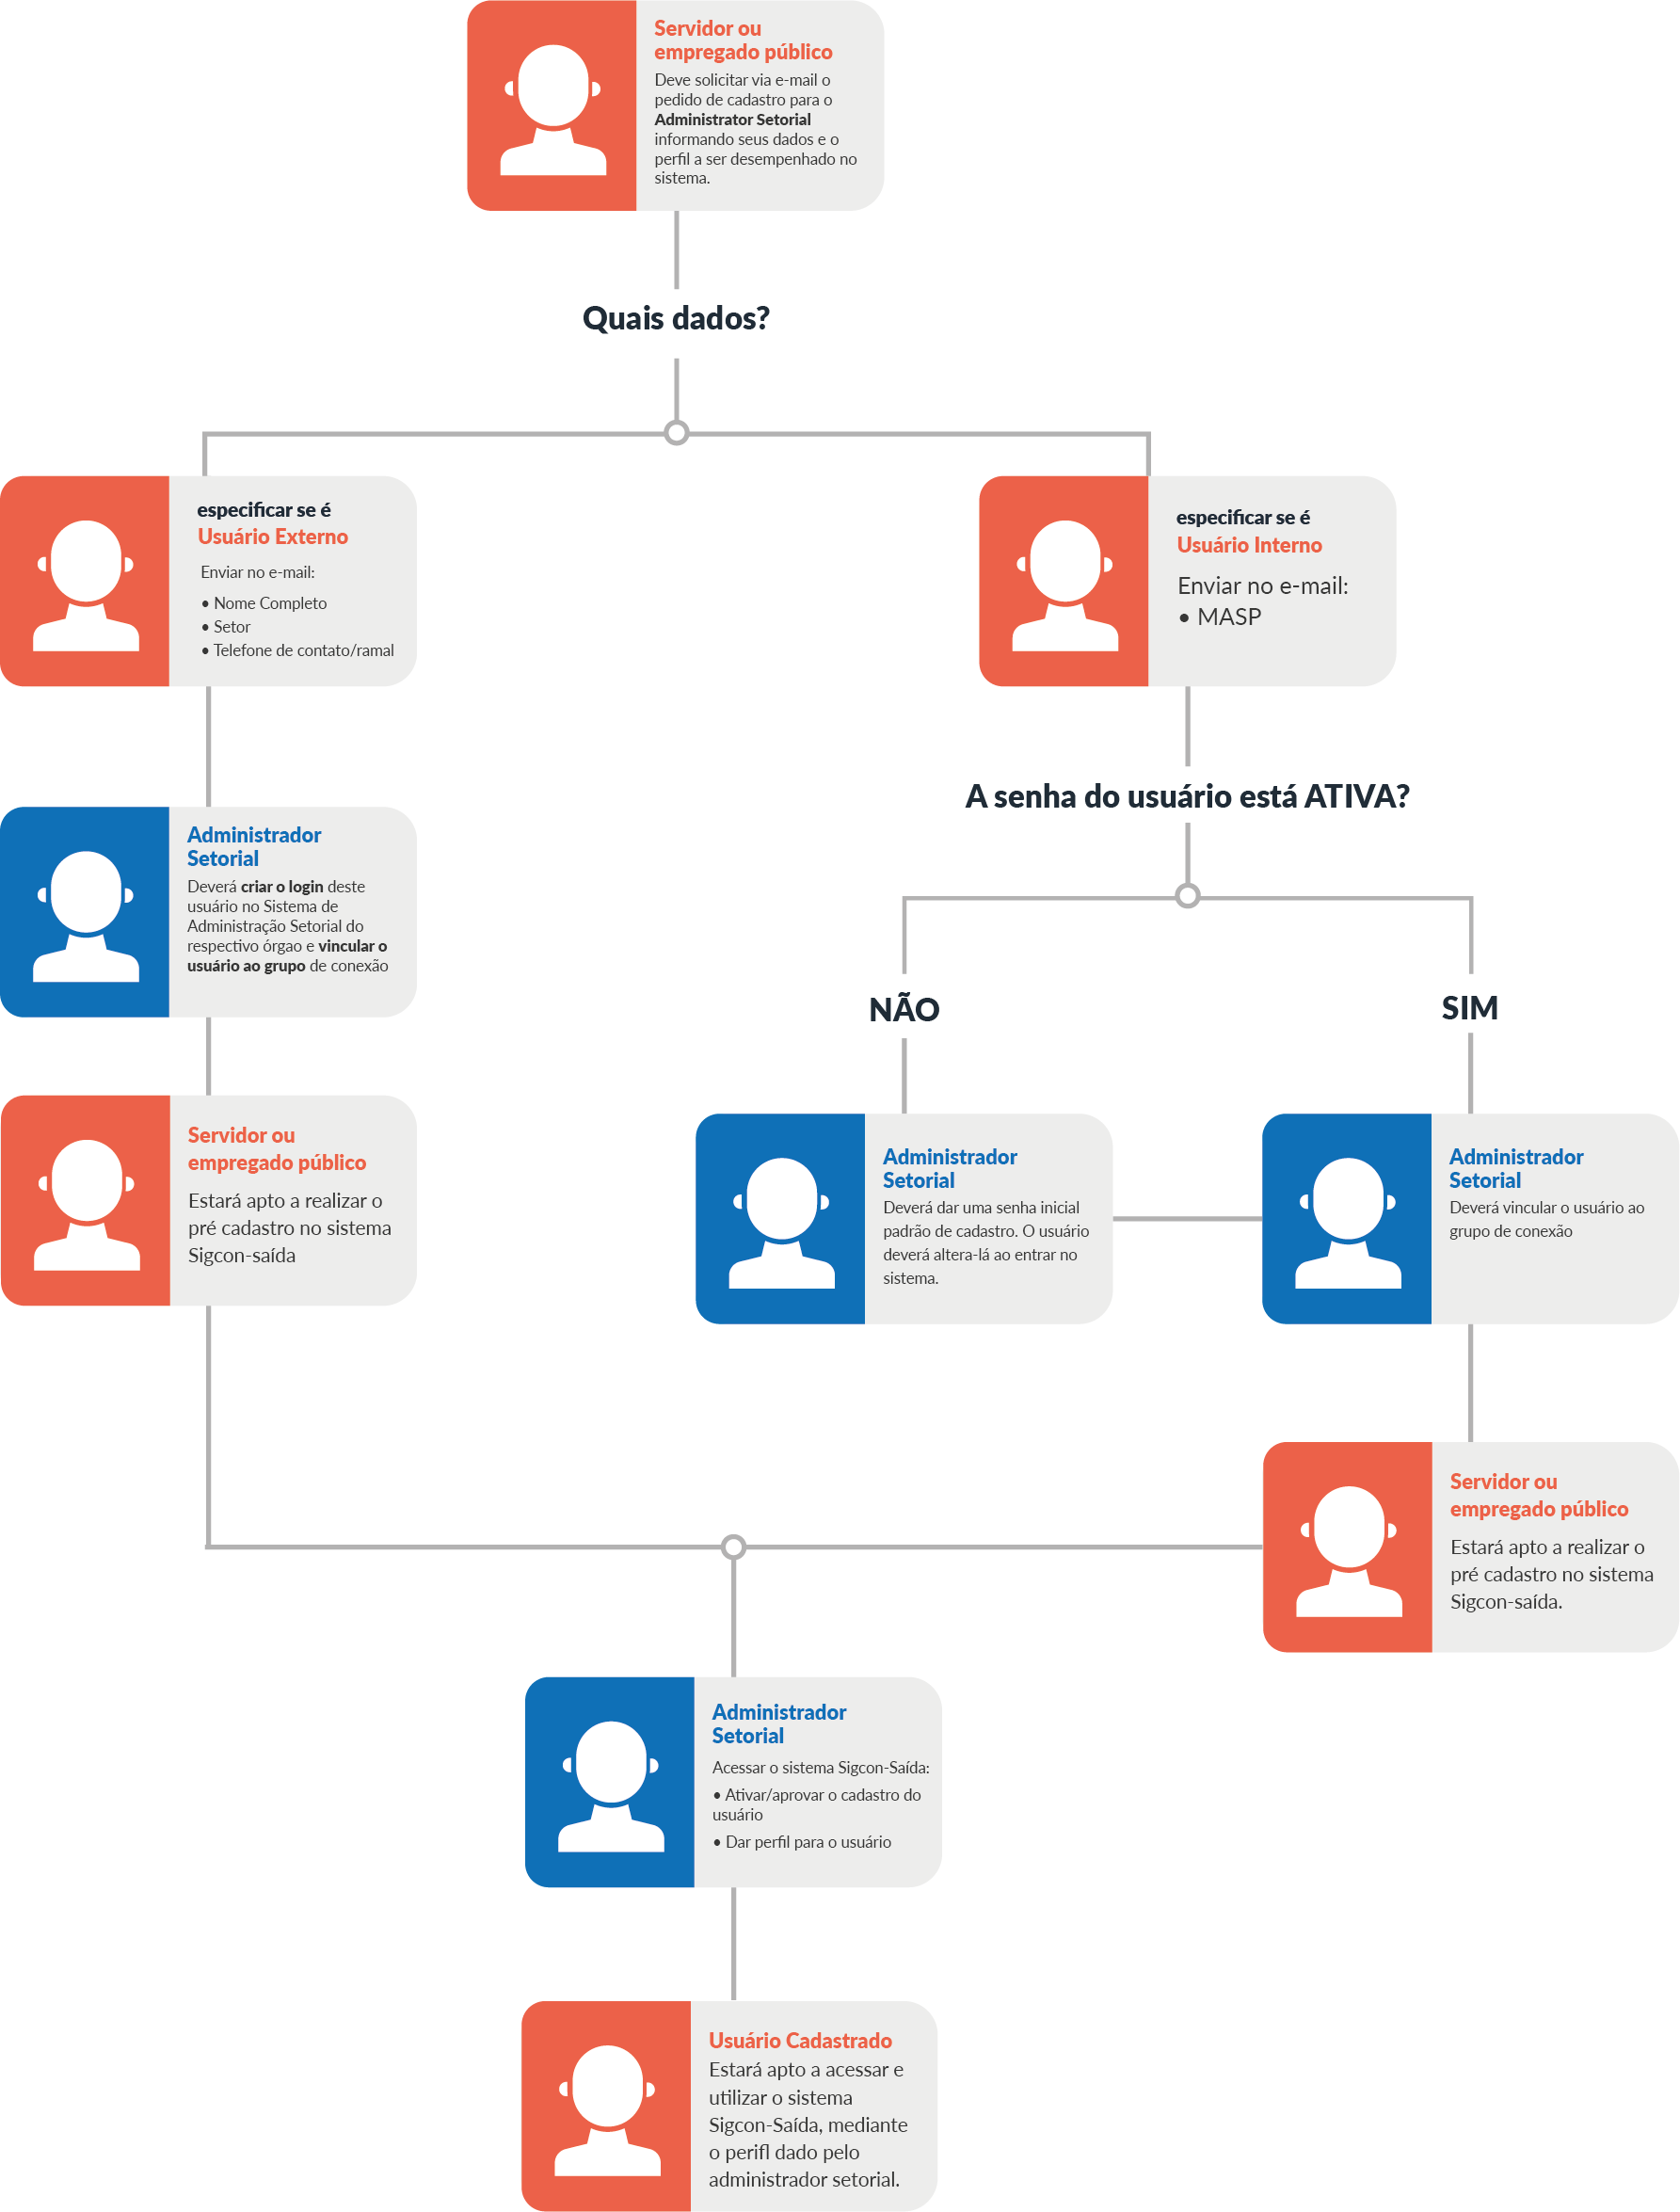 Servidor ou
empregado público
Deve solicitar via e-mail o
pedido de cadastro para o
Administrator Setorial
informando seus dados e o
perfil a ser desempenhado no
sistema.
Quais dados?
especificar se é
Usuário Externo
Enviar no e-mail:
• Nome Completo
• Setor
• Telefone de contato/ramal
especificar se é
Usuário Interno
Enviar no e-mail:
• MASP
A senha do usuário está ATIVA?
Administrador
Setorial
Deverá criar o login deste
usuário no Sistema de
Administração Setorial do
respectivo órgao e vincular o
usuário ao grupo de conexão
NÃO
SIM
Servidor ou
empregado público
Estará apto a realizar o
pré cadastro no sistema
Sigcon-saída
Administrador
Setorial
Deverá dar uma senha inicial
padrão de cadastro. O usuário
deverá altera-lá ao entrar no
sistema.
Administrador
Setorial
Deverá vincular o usuário ao
grupo de conexão
Servidor ou
empregado público
Estará apto a realizar o
pré cadastro no sistema
Sigcon-saída.
Administrador
Setorial
Acessar o sistema Sigcon-Saída:
• Ativar/aprovar o cadastro do
usuário
• Dar perfil para o usuário
Usuário Cadastrado
Estará apto a acessar e
utilizar o sistema
Sigcon-Saída, mediante
o perifl dado pelo
administrador setorial.